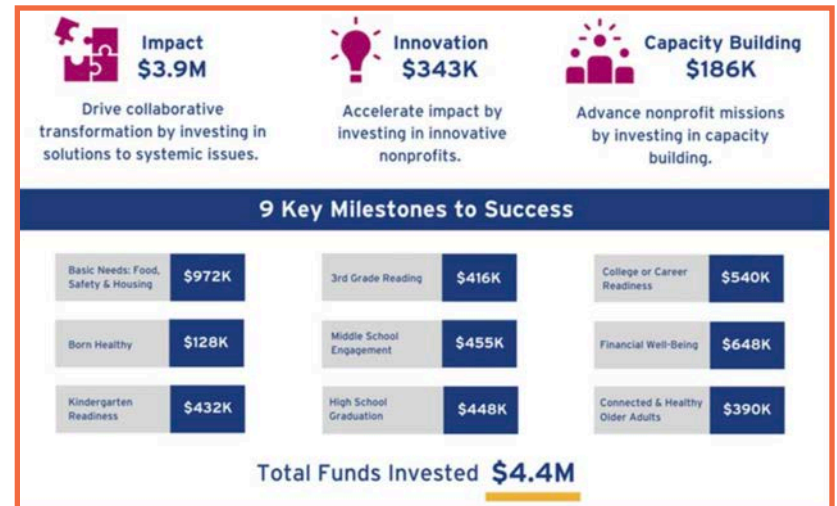 Impact
$3.9M
Drive collaborative
transformation by investing in
solutions to systemic issues.
Innovation
$343K
Accelerate impact by
investing in innovative
nonprofits.
Capacity Building
$186K
Advance nonprofit missions
by investing in capacity
building.
9 Key Milestones to Success
Basic Needs: Food,
Safety & Housing
$972K
3rd Grade Reading
$416K
College or Career
Readiness
$540K
Born Healthy
$128K
Middle School
Engagement
$455K
Financial Well-Being
$648K
Kindergarten
Readiness
$432K
High School
Graduation
$448K
Connected & Healthy
Older Adults
$390K
Total Funds Invested $4.4M